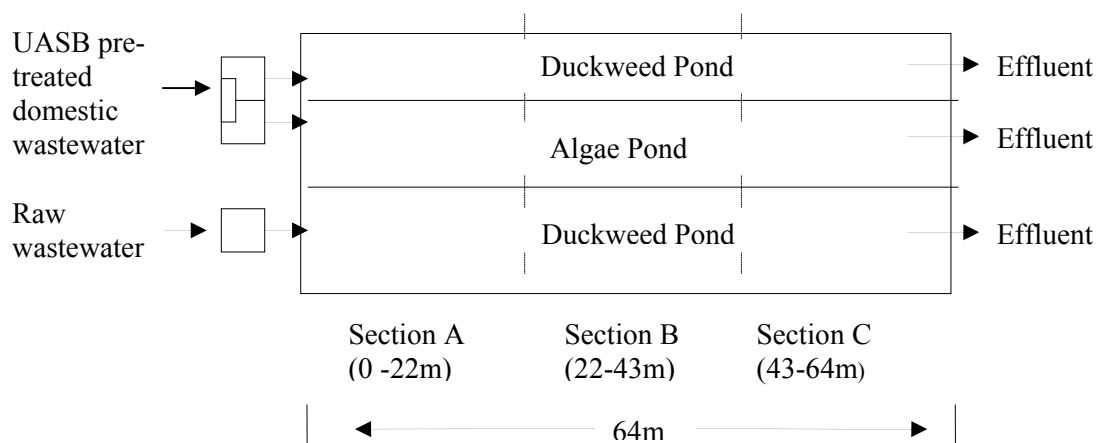 UASB pre-
treated
domestic
wastewater
Duckweed Pond
Effluent
Algae Pond
Effluent
Raw
wastewater
Duckweed Pond
Effluent
Section A
(0 -22m)
Section B
(22-43m)
Section C
(43-64m)
64m